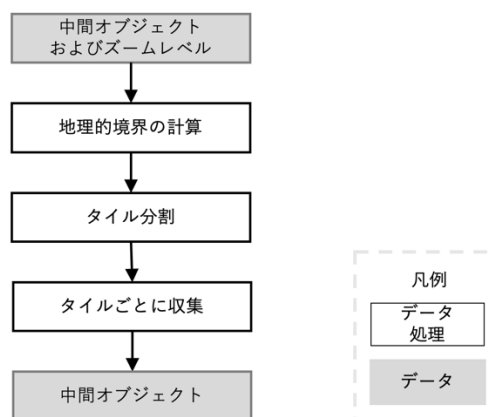 中間オブジェクト
およびズームレベル
地理的境界の計算
タイル分割
タイルごとに収集
中間オブジェクト
凡例
データ
処理
データ